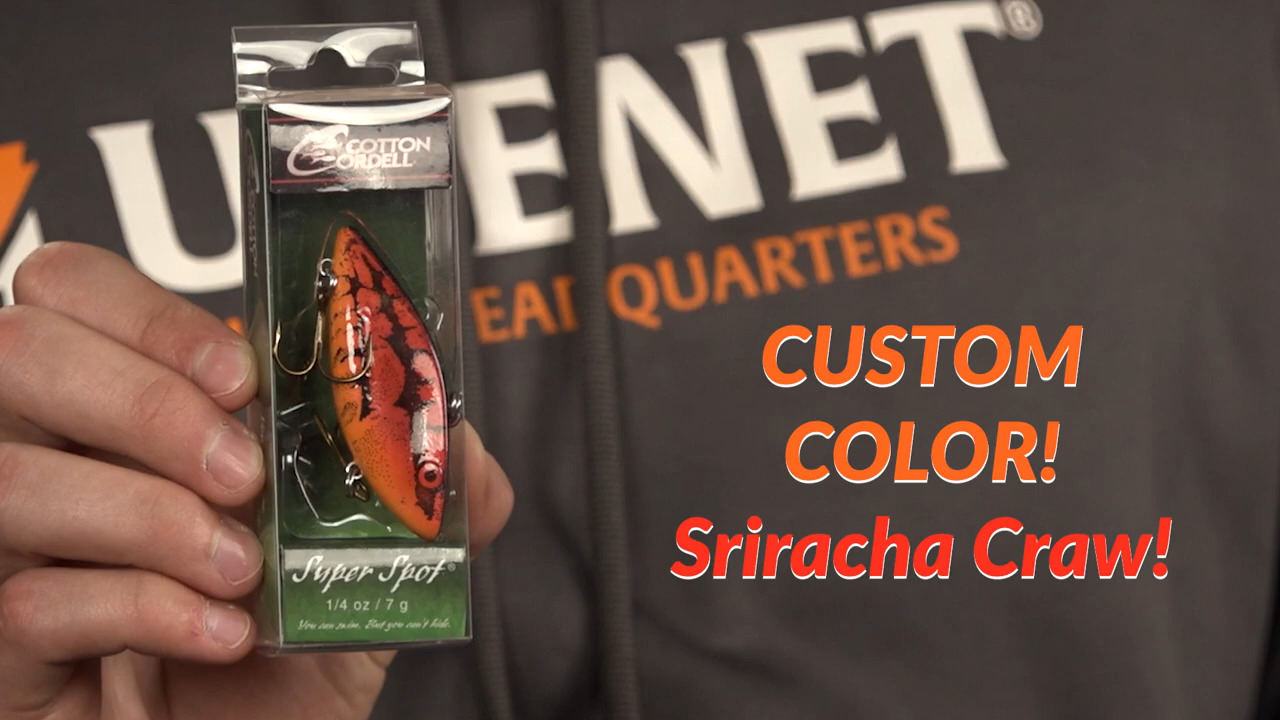 COTTON
CORDELL
ENET®
QUARTERS
CUSTOM
COLOR!
Sriracha Craw!
Super Spot®
1/4 oz / 7 g
You can swim. But you can't hide.